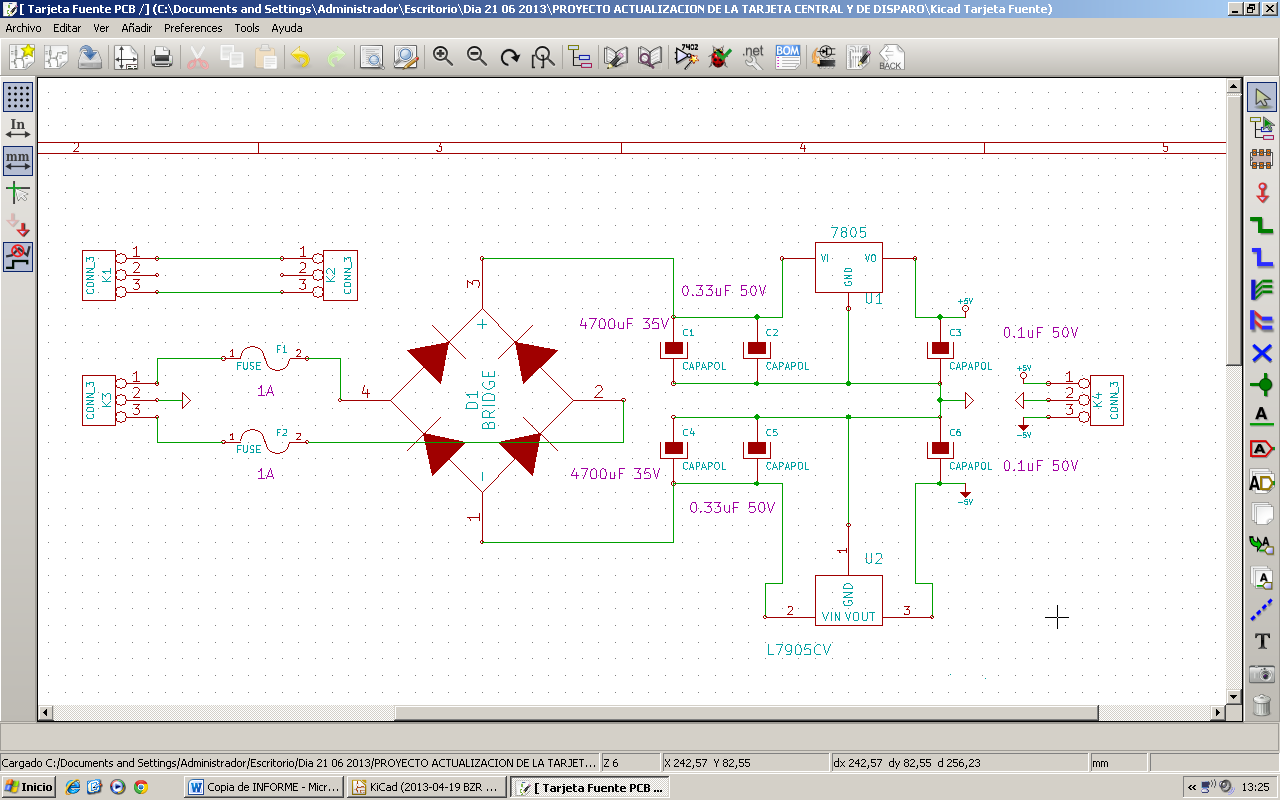 [ Tarjeta Fuente PCB /] (C:\Documents and Settings\Administrador\Escritorio\Dia 21 06 2013\PROYECTO ACTUALIZACION DE LA TARJETA CENTRAL Y DE DISPARO\Kicad Tarjeta Fuente)
Archivo Editar Ver Añadir Preferences Tools Ayuda
7402 .net BOM BACK
In
mm
2 3 4 5
7805
VI VO
GND
U1
CONN_3 K1 1 2 3
1 2 3 K2 CONN_3
3
0.33uF 50V
4700uF 35V
+5V
C1 C2 C3
0.1uF 50V
CAPAPOL CAPAPOL CAPAPOL
1 F1 2
FUSE
1A
+
D1
BRIDGE
4 2
CONN_3 K3 1 2 3
+5V
1 2 3 K4 CONN_3
-5V
1 F2 2
FUSE
1A
C4 C5 C6
CAPAPOL CAPAPOL CAPAPOL
0.1uF 50V
4700uF 35V
-
0.33uF 50V
-5V
1
1
U2
GND
2 VIN VOUT 3
L7905CV
A
A
AD
A
A
T
Cargado C:/Documents and Settings/Administrador/Escritorio/Dia 21 06 2013/PROYECTO ACTUALIZACION DE LA TARJET... Z 6 X 242,57 Y 82,55 dx 242,57 dy 82,55 d 256,23 mm
Inicio Copia de INFORME - Micr... KiCad (2013-04-19 BZR ... [ Tarjeta Fuente PCB ... « 13:25